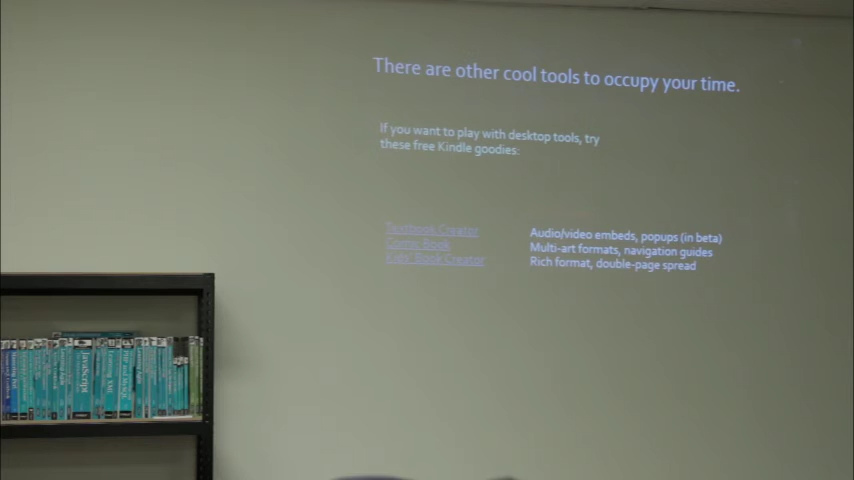 There are other cool tools to occupy your time.
If you want to play with desktop tools, try
these free Kindle goodies:
Textbook Creator
Comic Book
Kids' Book Creator
Audio/video embeds, popups (in beta)
Multi-art formats, navigation guides
Rich format, double-page spread
JavaScript